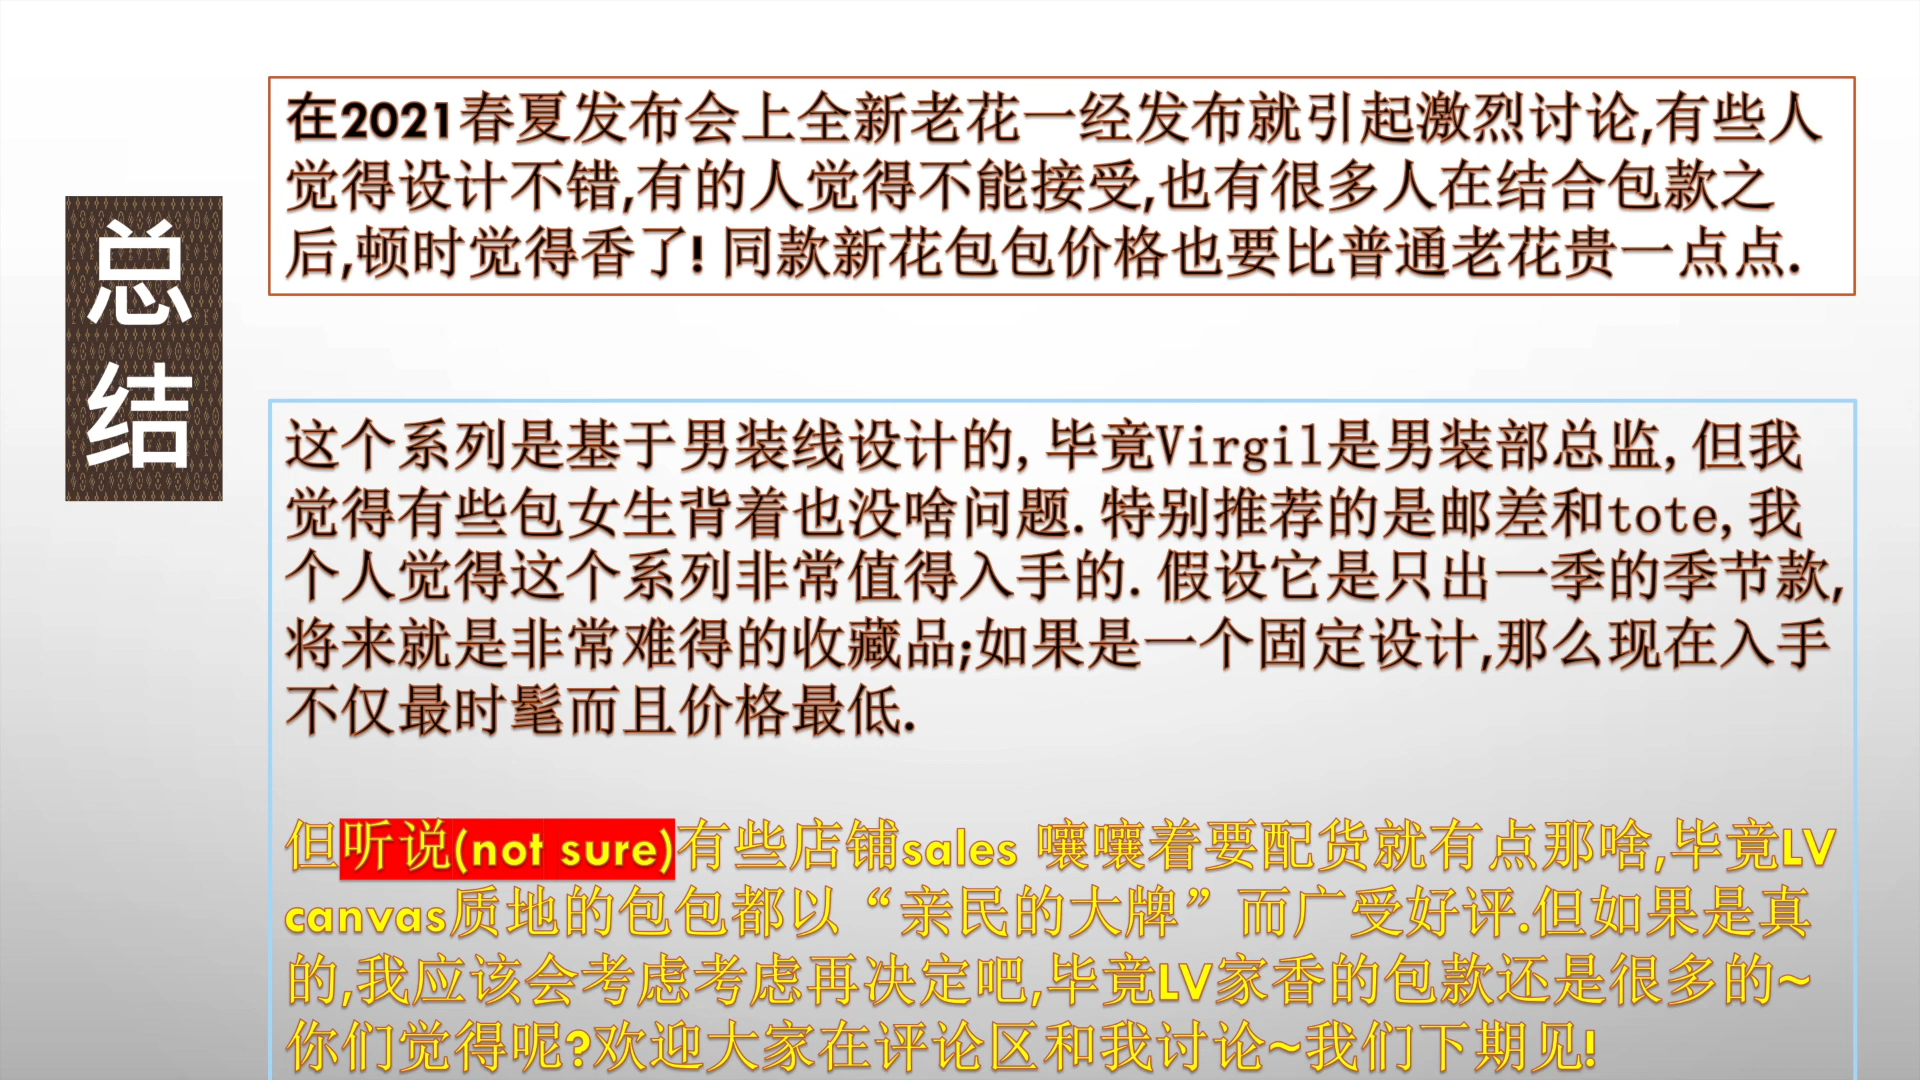 总
结
在2021春夏发布会上全新老花一经发布就引起激烈讨论,有些人
觉得设计不错,有的人觉得不能接受,也有很多人在结合包款之
后,顿时觉得香了! 同款新花包包价格也要比普通老花贵一点点.
这个系列是基于男装线设计的,毕竟Virgil是男装部总监,但我
觉得有些包女生背着也没啥问题.特别推荐的是邮差和tote,我
个人觉得这个系列非常值得入手的.假设它是只出一季的季节款,
将来就是非常难得的收藏品;如果是一个固定设计,那么现在入手
不仅最时髦而且价格最低.
但听说(not sure)有些店铺sales 嚷嚷着要配货就有点那啥,毕竟LV
canvas质地的包包都以“亲民的大牌”而广受好评.但如果是真
的,我应该会考虑考虑再决定吧,毕竟LV家香的包款还是很多的~
你们觉得呢?欢迎大家在评论区和我讨论~我们下期见!